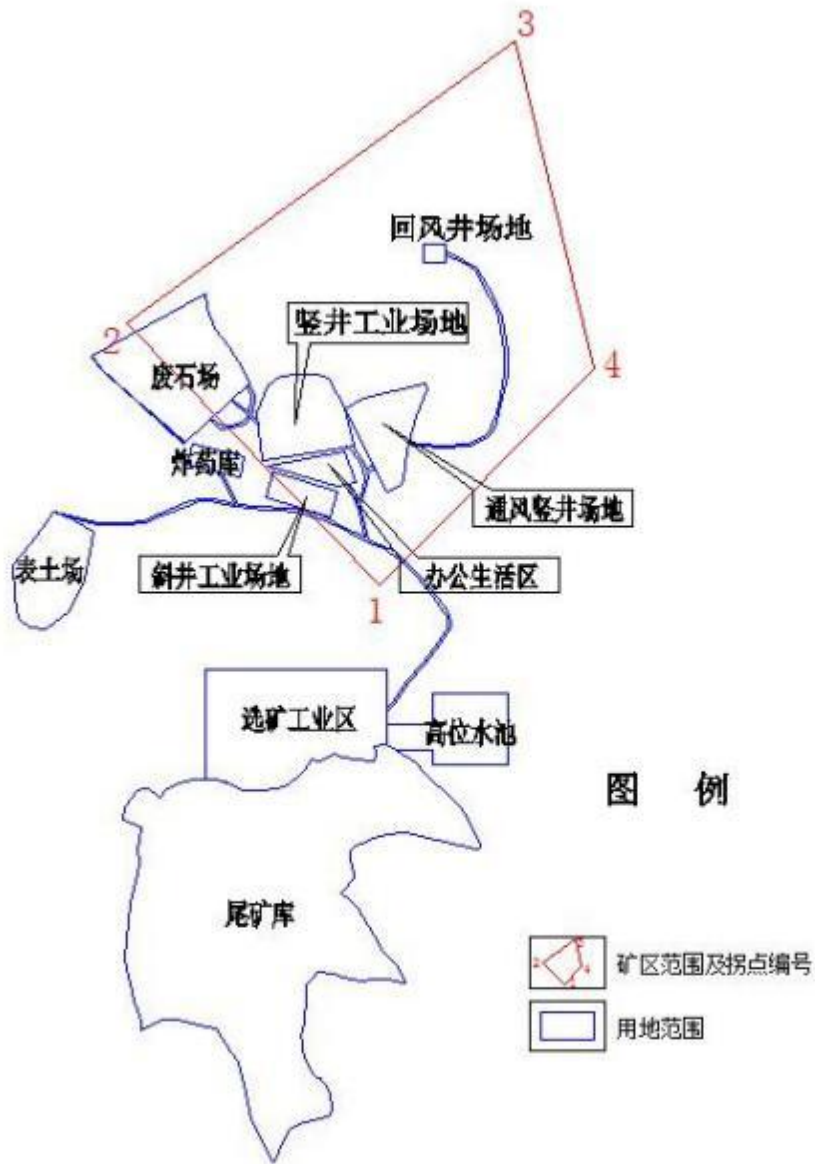 3
回风井场地
竖井工业场地
2
废石场
4
炸药库
通风竖井场地
表土场
斜井工业场地
办公生活区
1
选矿工业区
高位水池
图 例
尾矿库
矿区范围及拐点编号
用地范围